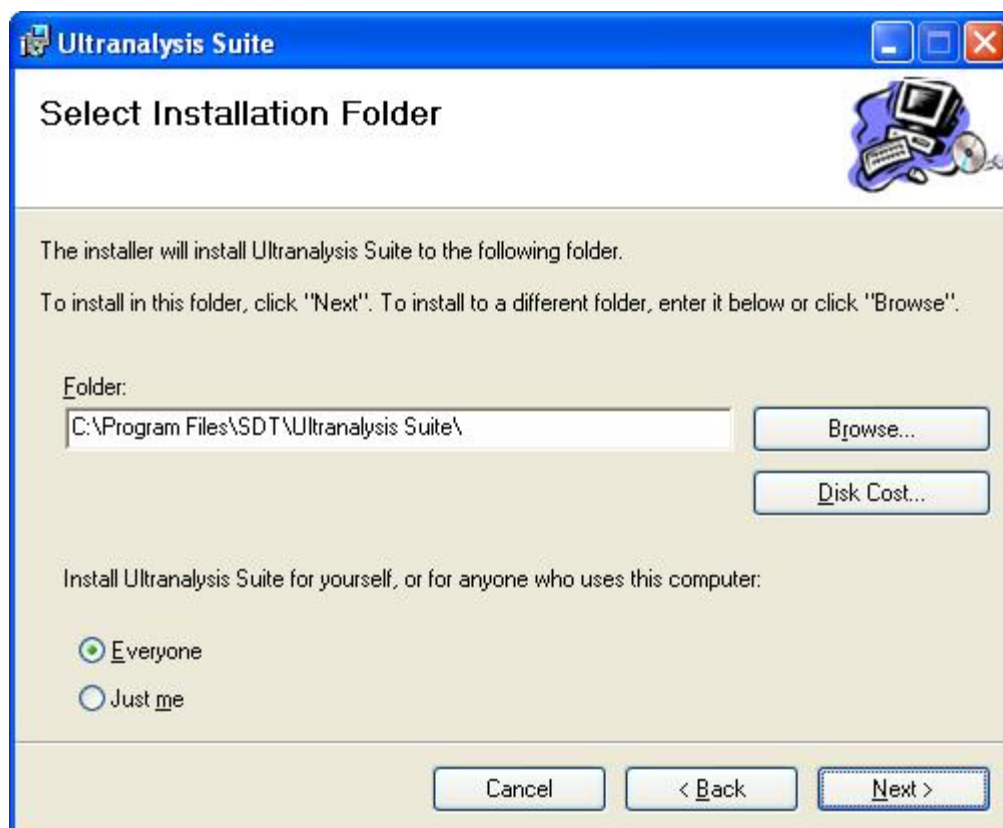 Ultranalysis Suite
Select Installation Folder
The installer will install Ultranalysis Suite to the following folder.
To install in this folder, click "Next". To install to a different folder, enter it below or click "Browse".
Folder:
C:\Program Files\SDT\Ultranalysis Suite\
Browse...
Disk Cost...
Install Ultranalysis Suite for yourself, or for anyone who uses this computer:
Everyone
Just me
Cancel
< Back
Next >